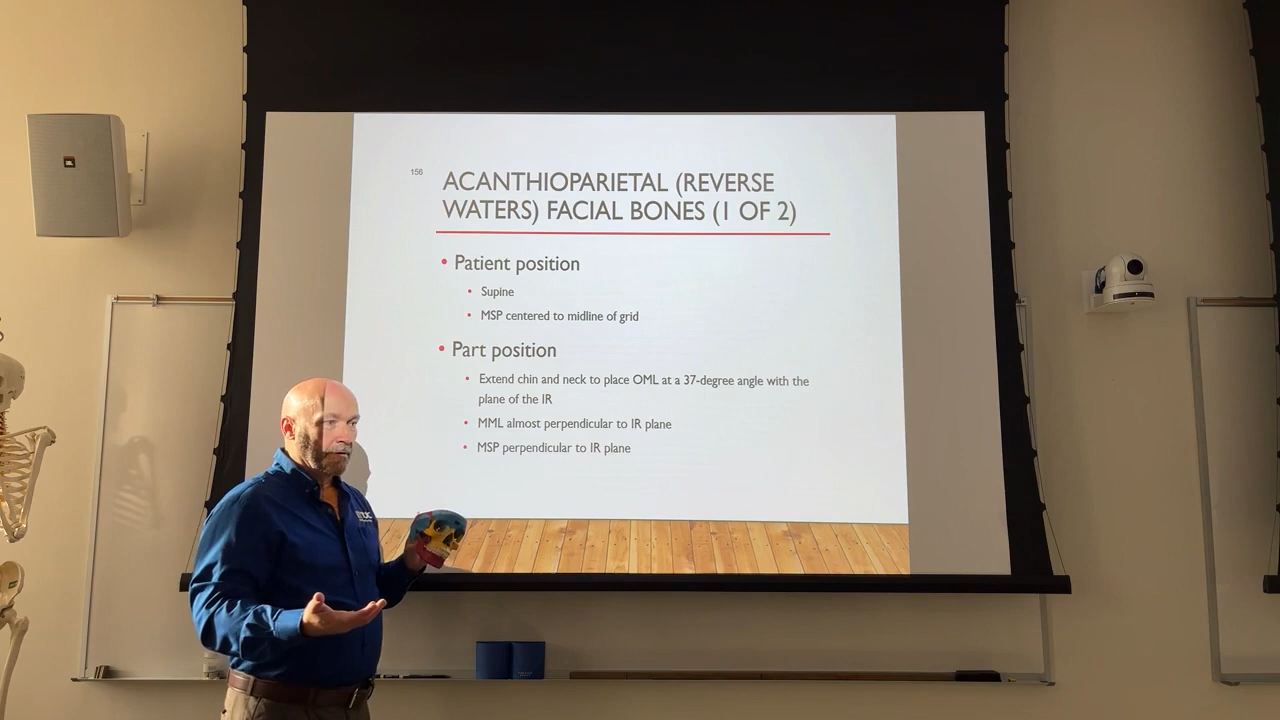 156
ACANTHIOPARIETAL (REVERSE
WATERS) FACIAL BONES (1 OF 2)
• Patient position
• Supine
• MSP centered to midline of grid
• Part position
• Extend chin and neck to place OML at a 37-degree angle with the
plane of the IR
• MML almost perpendicular to IR plane
• MSP perpendicular to IR plane
JBL